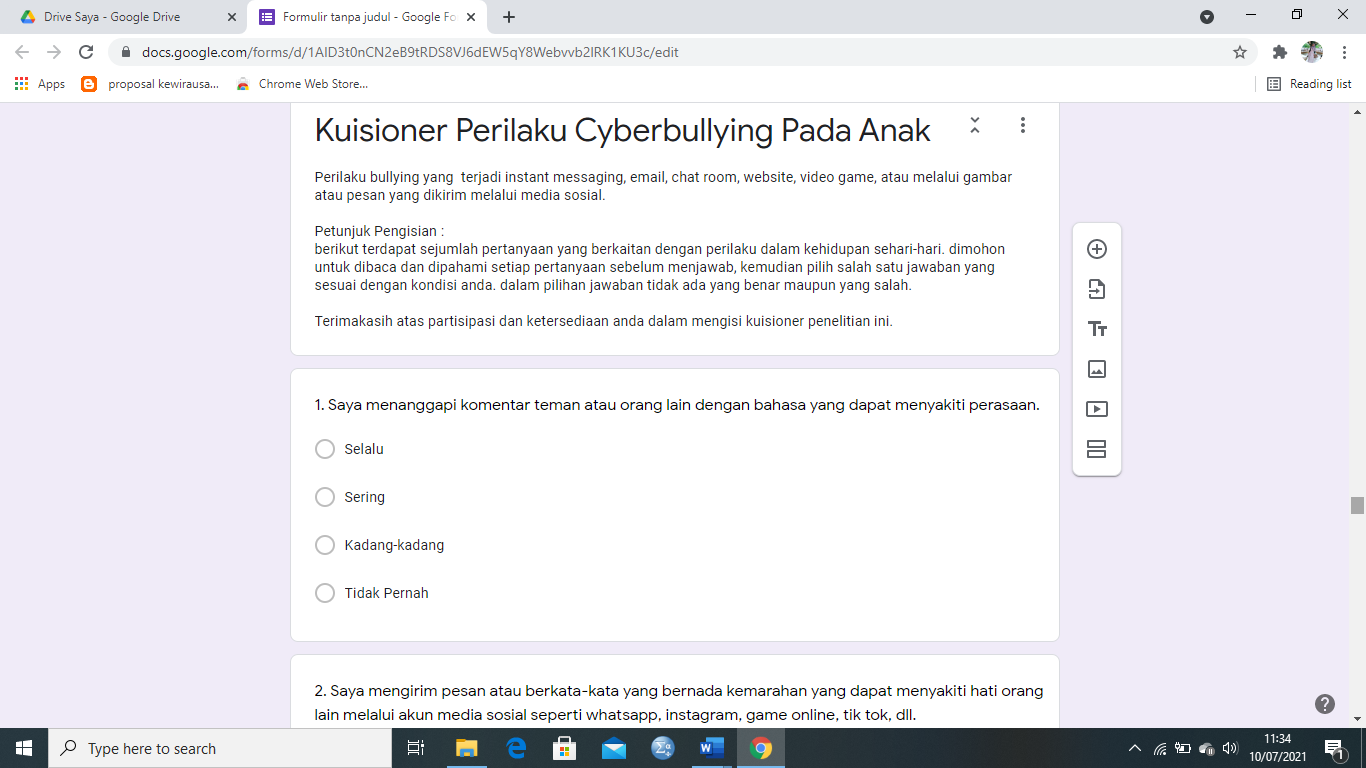 Drive Saya - Google Drive
Formulir tanpa judul - Google Fo
docs.google.com/forms/d/1AID3t0nCN2eB9tRDS8VJ6dEW5qY8Webvvb2lRK1KU3c/edit
Apps
proposal kewirausa...
Chrome Web Store...
Reading list
Kuisioner Perilaku Cyberbullying Pada Anak
Perilaku bullying yang terjadi instant messaging, email, chat room, website, video game, atau melalui gambar
atau pesan yang dikirim melalui media sosial.
Petunjuk Pengisian :
berikut terdapat sejumlah pertanyaan yang berkaitan dengan perilaku dalam kehidupan sehari-hari. dimohon
untuk dibaca dan dipahami setiap pertanyaan sebelum menjawab, kemudian pilih salah satu jawaban yang
sesuai dengan kondisi anda. dalam pilihan jawaban tidak ada yang benar maupun yang salah.
Terimakasih atas partisipasi dan ketersediaan anda dalam mengisi kuisioner penelitian ini.
1. Saya menanggapi komentar teman atau orang lain dengan bahasa yang dapat menyakiti perasaan.
Selalu
Sering
Kadang-kadang
Tidak Pernah
2. Saya mengirim pesan atau berkata-kata yang bernada kemarahan yang dapat menyakiti hati orang
lain melalui akun media sosial seperti whatsapp, instagram, game online, tik tok, dll.
Type here to search
11:34
10/07/2021
1